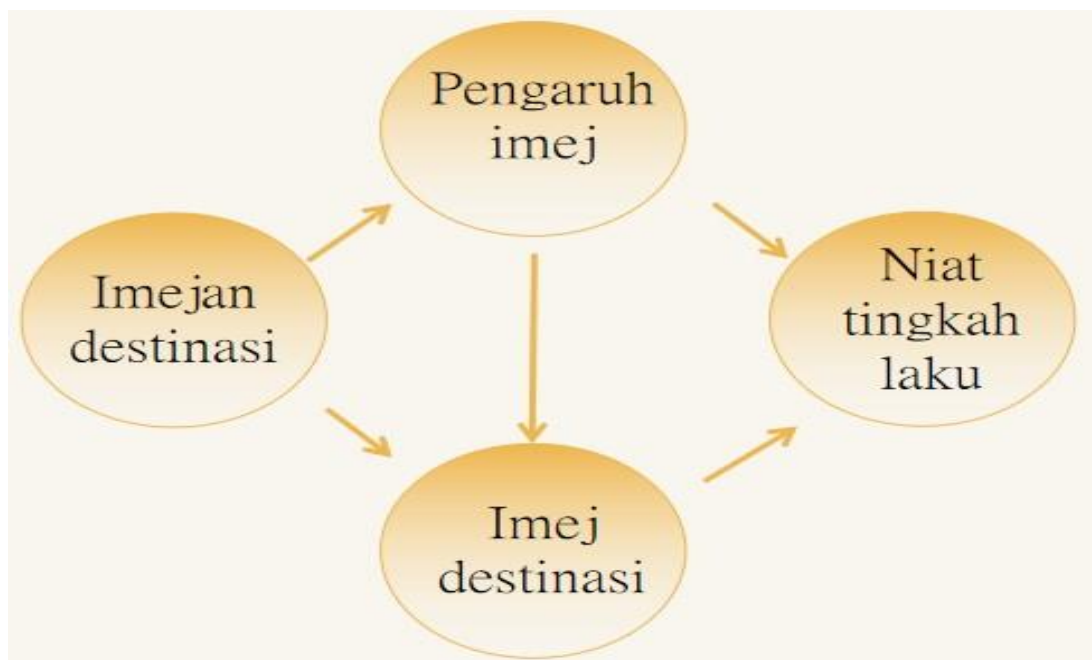 Pengaruh
imej
Imejan
destinasi
Niat
tingkah
laku
Imej
destinasi